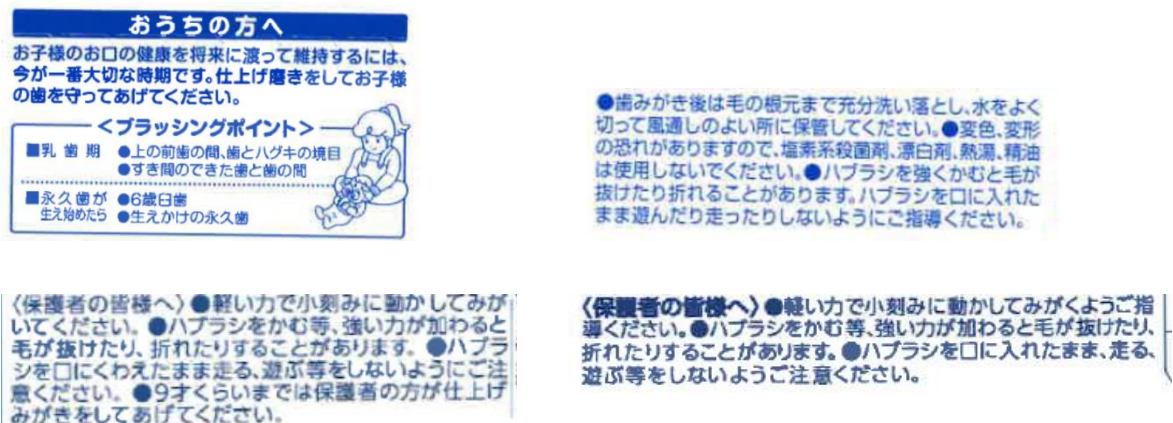 おうちの方へ
お子様のお口の健康を将来に渡って維持するには、
今が一番大切な時期です。仕上げ磨きをしてお子様
の歯を守ってあげてください。
<ブラッシングポイント>
■乳歯期 ●上の前歯の間、歯とハグキの境目
●すき間のできた歯と歯の間
■永久歯が ●6歳臼歯
生え始めたら ●生えかけの永久歯
●歯みがき後は毛の根元まで充分洗い落とし、水をよく
切って風通しのよい所に保管してください。●変色、変形
の恐れがありますので、塩素系殺菌剤、漂白剤、熱湯、精油
は使用しないでください。●ハブラシを強くかむと毛が
抜けたり折れることがあります。ハブラシを口に入れた
まま遊んだり走ったりしないようにご指導ください。
〈保護者の皆様へ〉●軽い力で小刻みに動かしてみが
いてください。●ハブラシをかむ等、強い力が加わると
毛が抜けたり、折れたりすることがあります。●ハブラ
シを口にくわえたまま走る、遊ぶ等をしないようにご注
意ください。●9才くらいまでは保護者の方が仕上げ
みがきをしてあげてください。
〈保護者の皆様へ〉●軽い力で小刻みに動かしてみがくようご指
導ください。●ハブラシをかむ等、強い力が加わると毛が抜けたり、
折れたりすることがあります。●ハブラシを口に入れたまま、走る、
遊ぶ等をしないようご注意ください。